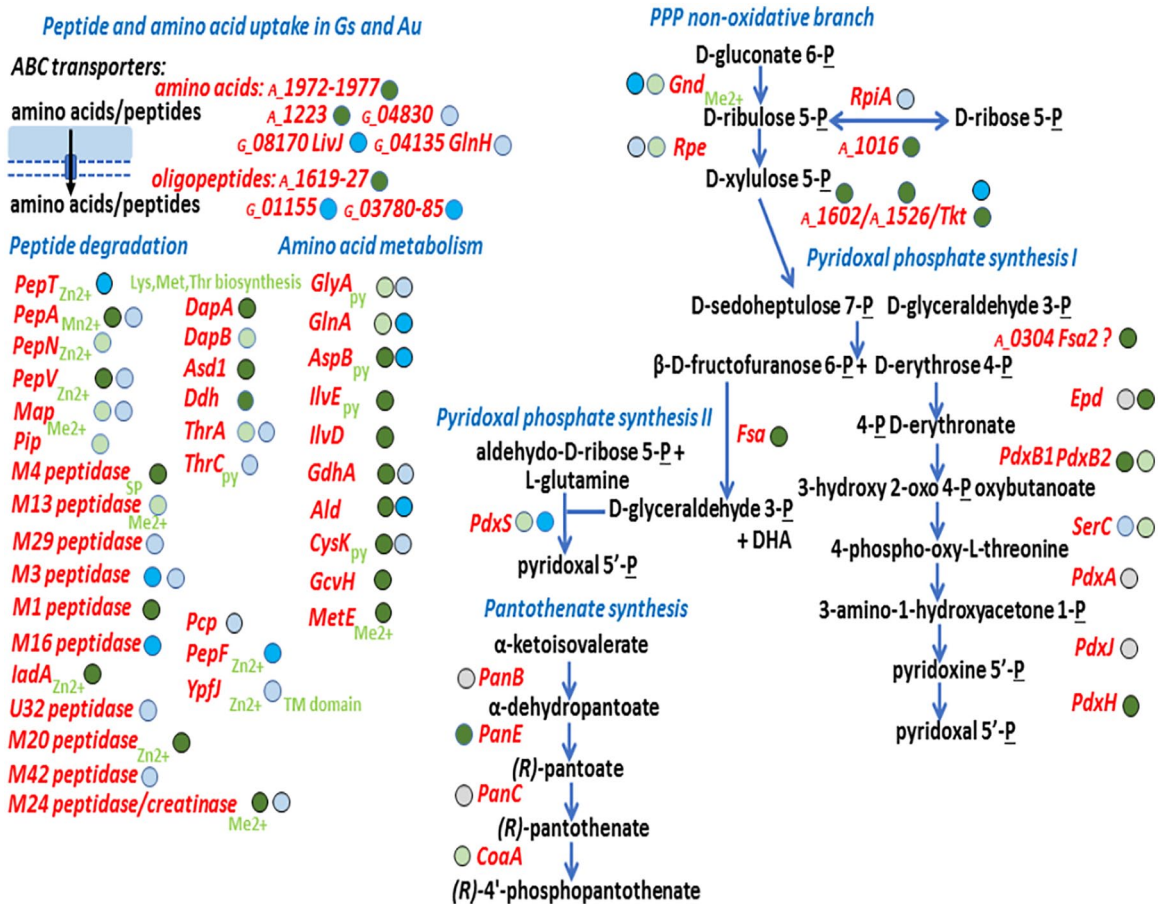 Peptide and amino acid uptake in Gs and Au
ABC transporters:
amino acids: A_1972-1977
amino acids/peptides
A_1223 G_04830
G_08170 LivJ G_04135 GlnH
oligopeptides: A_1619-27
amino acids/peptides
G_01155 G_03780-85
Peptide degradation
PepT Zn2+
PepA Mn2+
PepN Zn2+
PepV Zn2+
Map Me2+
Pip
M4 peptidase SP
M13 peptidase Me2+
M29 peptidase
M3 peptidase
M1 peptidase
M16 peptidase
IadA Zn2+
U32 peptidase
M20 peptidase Zn2+
M42 peptidase
M24 peptidase/creatinase Me2+
Pcp
PepF Zn2+
YpfJ Zn2+ TM domain
Lys,Met,Thr biosynthesis
DapA
DapB
Asd1
Ddh
ThrA
ThrC py
Amino acid metabolism
GlyA py
GlnA
AspB py
IlvE py
IlvD
GdhA
Ald
CysK py
GcvH
MetE Me2+
PPP non-oxidative branch
D-gluconate 6-P
Gnd Me2+
RpiA
D-ribulose 5-P D-ribose 5-P
Rpe
A_1016
D-xylulose 5-P
A_1602/A_1526/Tkt
Pyridoxal phosphate synthesis I
D-sedoheptulose 7-P D-glyceraldehyde 3-P
A_0304 Fsa2 ?
β-D-fructofuranose 6-P + D-erythrose 4-P
Epd
4-P D-erythronate
PdxB1 PdxB2
3-hydroxy 2-oxo 4-P oxybutanoate
SerC
4-phospho-oxy-L-threonine
PdxA
3-amino-1-hydroxyacetone 1-P
PdxJ
pyridoxine 5’-P
PdxH
pyridoxal 5’-P
Fsa
Pyridoxal phosphate synthesis II
aldehydo-D-ribose 5-P +
L-glutamine
PdxS
D-glyceraldehyde 3-P
+ DHA
pyridoxal 5’-P
Pantothenate synthesis
α-ketoisovalerate
PanB
α-dehydropantoate
PanE
(R)-pantoate
PanC
(R)-pantothenate
CoaA
(R)-4'-phosphopantothenate